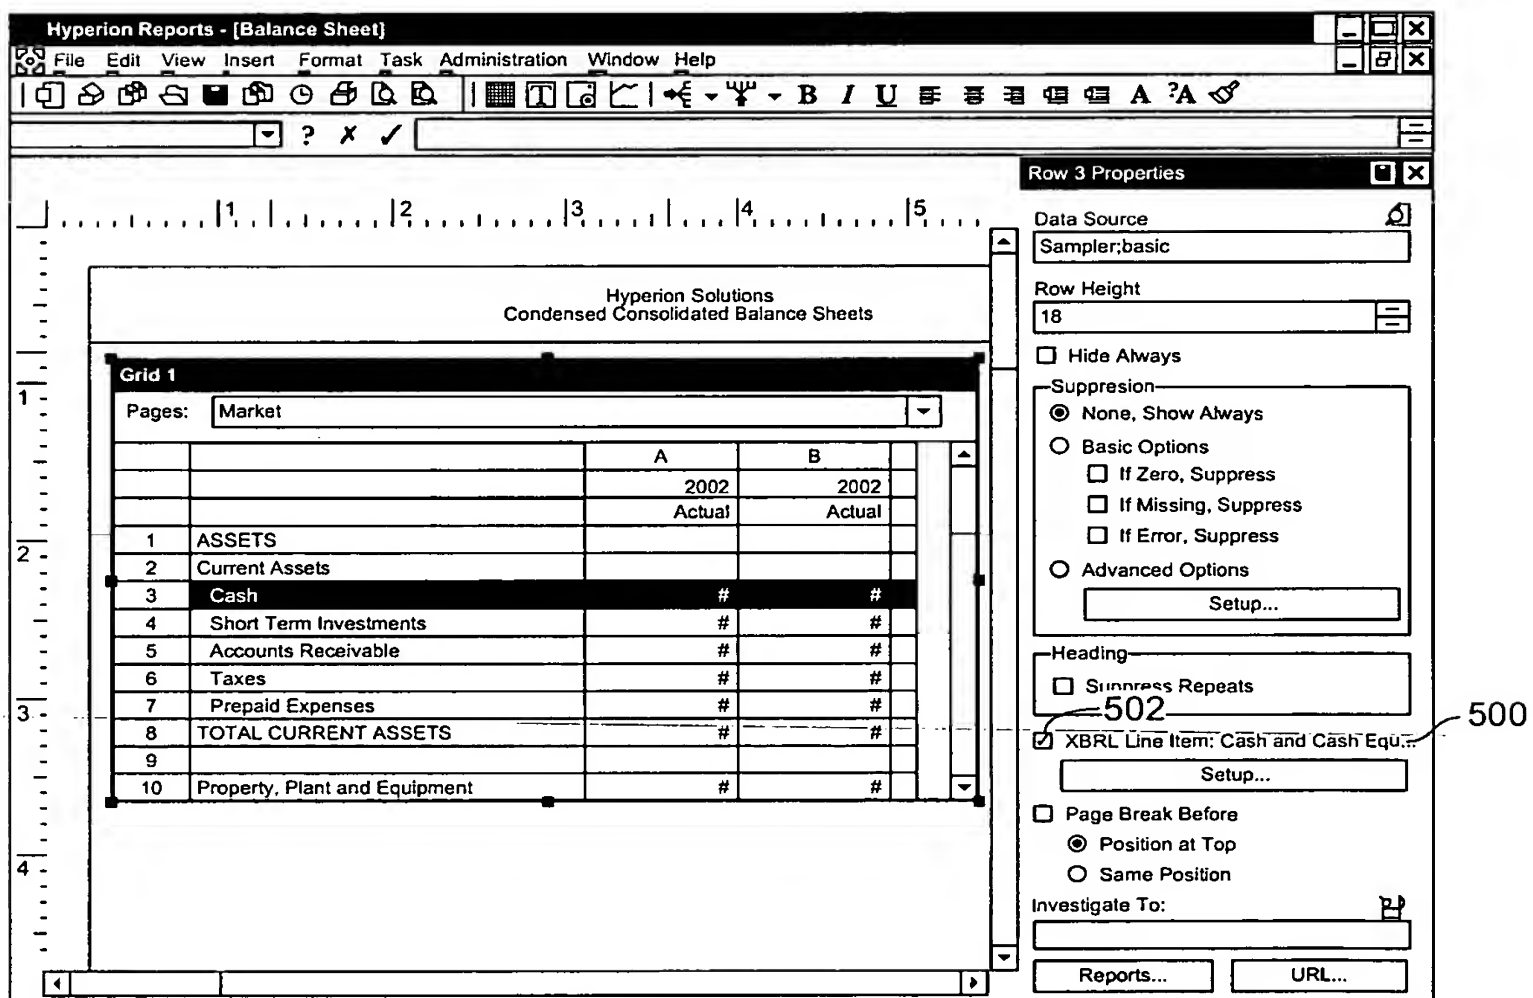 Hyperion Reports - [Balance Sheet]
File Edit View Insert Format Task Administration Window Help
B I U A ?A
? ✗ ✓
1 2 3 4 5
1
2
3
4
Hyperion Solutions
Condensed Consolidated Balance Sheets
Grid 1
Pages: Market
A B
2002 2002
Actual Actual
1 ASSETS
2 Current Assets
3 Cash # #
4 Short Term Investments # #
5 Accounts Receivable # #
6 Taxes # #
7 Prepaid Expenses # #
8 TOTAL CURRENT ASSETS # #
9
10 Property, Plant and Equipment # #
Row 3 Properties
Data Source
Sampler;basic
Row Height
18
Hide Always
Suppresion
None, Show Always
Basic Options
If Zero, Suppress
If Missing, Suppress
If Error, Suppress
Advanced Options
Setup...
Heading
Suppress Repeats
502
500
XBRL Line Item: Cash and Cash Equ...
Setup...
Page Break Before
Position at Top
Same Position
Investigate To:
Reports... URL...